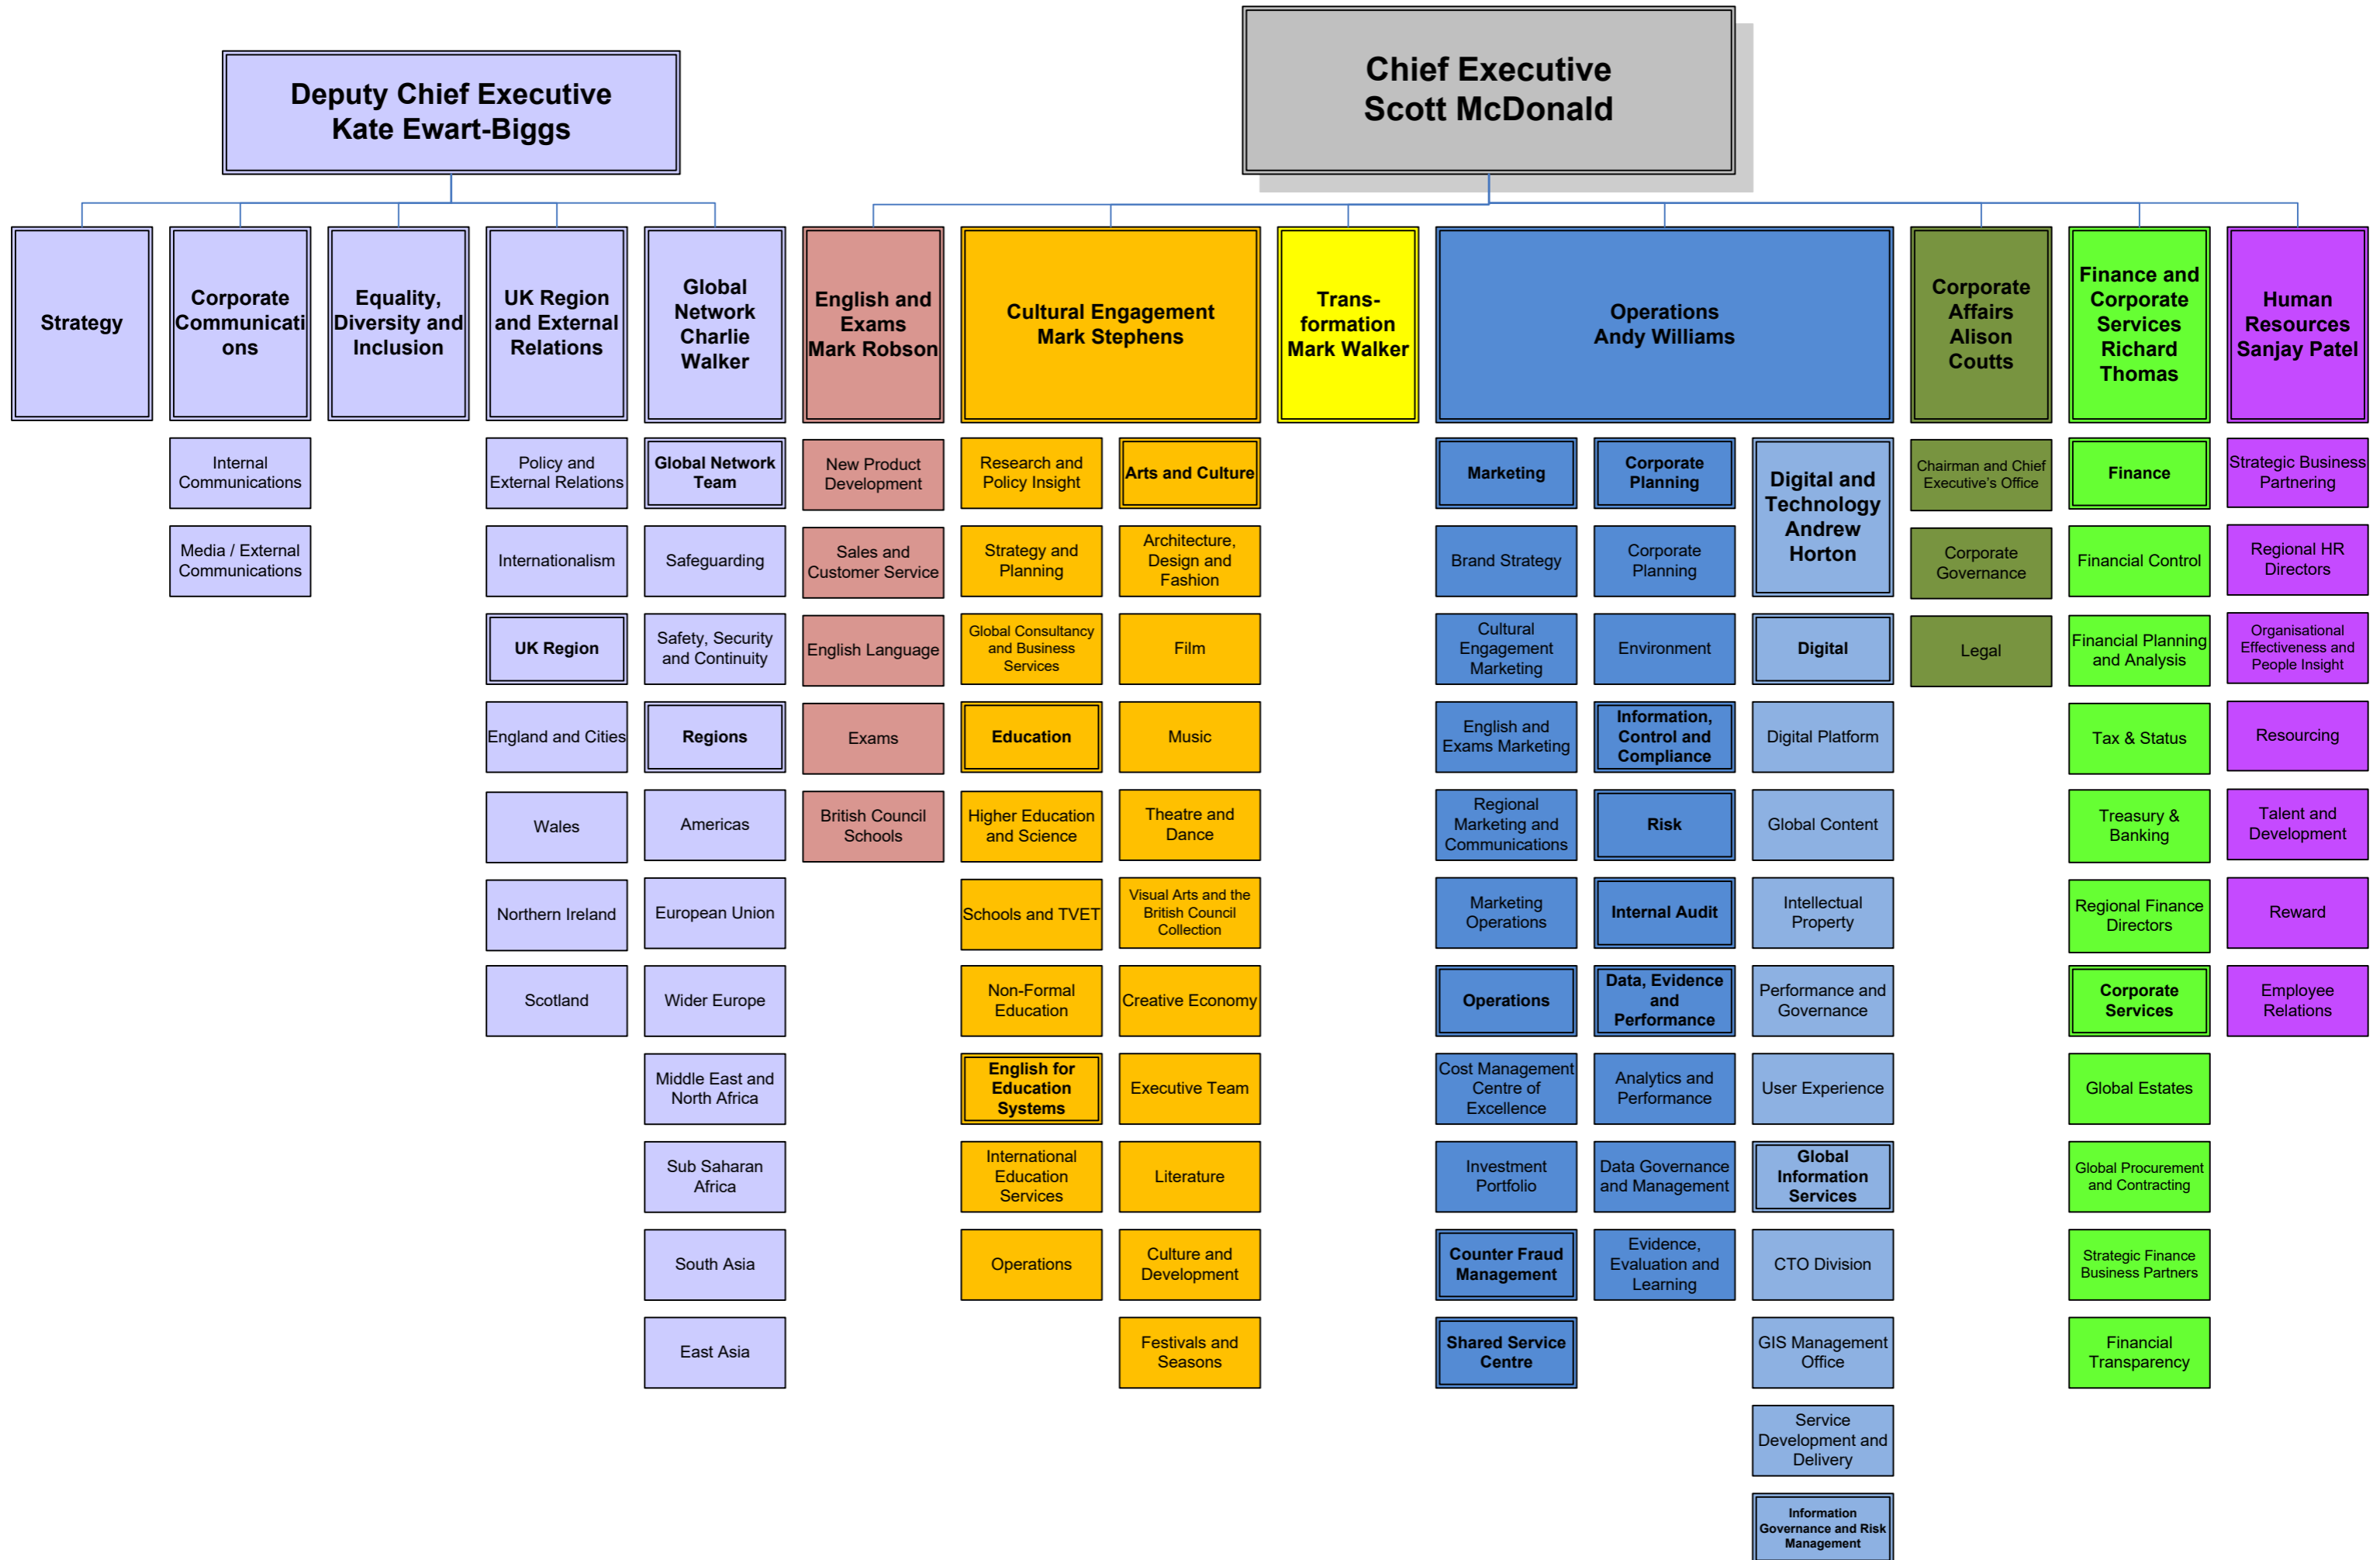 Deputy Chief Executive
Kate Ewart-Biggs
Chief Executive
Scott McDonald
Strategy
Corporate
Communicati
ons
Equality,
Diversity and
Inclusion
UK Region
and External
Relations
Global
Network
Charlie
Walker
English and
Exams
Mark Robson
Cultural Engagement
Mark Stephens
Trans-
formation
Mark Walker
Operations
Andy Williams
Corporate
Affairs
Alison
Coutts
Finance and
Corporate
Services
Richard
Thomas
Human
Resources
Sanjay Patel
Internal
Communications
Media / External
Communications
Policy and
External Relations
Internationalism
UK Region
England and Cities
Wales
Northern Ireland
Scotland
Global Network
Team
Safeguarding
Safety, Security
and Continuity
Regions
Americas
European Union
Wider Europe
Middle East and
North Africa
Sub Saharan
Africa
South Asia
East Asia
New Product
Development
Sales and
Customer Service
English Language
Exams
British Council
Schools
Research and
Policy Insight
Strategy and
Planning
Global Consultancy
and Business
Services
Education
Higher Education
and Science
Schools and TVET
Non-Formal
Education
English for
Education
Systems
International
Education
Services
Operations
Arts and Culture
Architecture,
Design and
Fashion
Film
Music
Theatre and
Dance
Visual Arts and the
British Council
Collection
Creative Economy
Executive Team
Literature
Culture and
Development
Festivals and
Seasons
Marketing
Brand Strategy
Cultural
Engagement
Marketing
English and
Exams Marketing
Regional
Marketing and
Communications
Marketing
Operations
Operations
Cost Management
Centre of
Excellence
Investment
Portfolio
Counter Fraud
Management
Shared Service
Centre
Corporate
Planning
Corporate
Planning
Environment
Information,
Control and
Compliance
Risk
Internal Audit
Data, Evidence
and
Performance
Analytics and
Performance
Data Governance
and Management
Evidence,
Evaluation and
Learning
Digital and
Technology
Andrew
Horton
Digital
Digital Platform
Global Content
Intellectual
Property
Performance and
Governance
User Experience
Global
Information
Services
CTO Division
GIS Management
Office
Service
Development and
Delivery
Information
Governance and Risk
Management
Chairman and Chief
Executive's Office
Corporate
Governance
Legal
Finance
Financial Control
Financial Planning
and Analysis
Tax & Status
Treasury &
Banking
Regional Finance
Directors
Corporate
Services
Global Estates
Global Procurement
and Contracting
Strategic Finance
Business Partners
Financial
Transparency
Strategic Business
Partnering
Regional HR
Directors
Organisational
Effectiveness and
People Insight
Resourcing
Talent and
Development
Reward
Employee
Relations